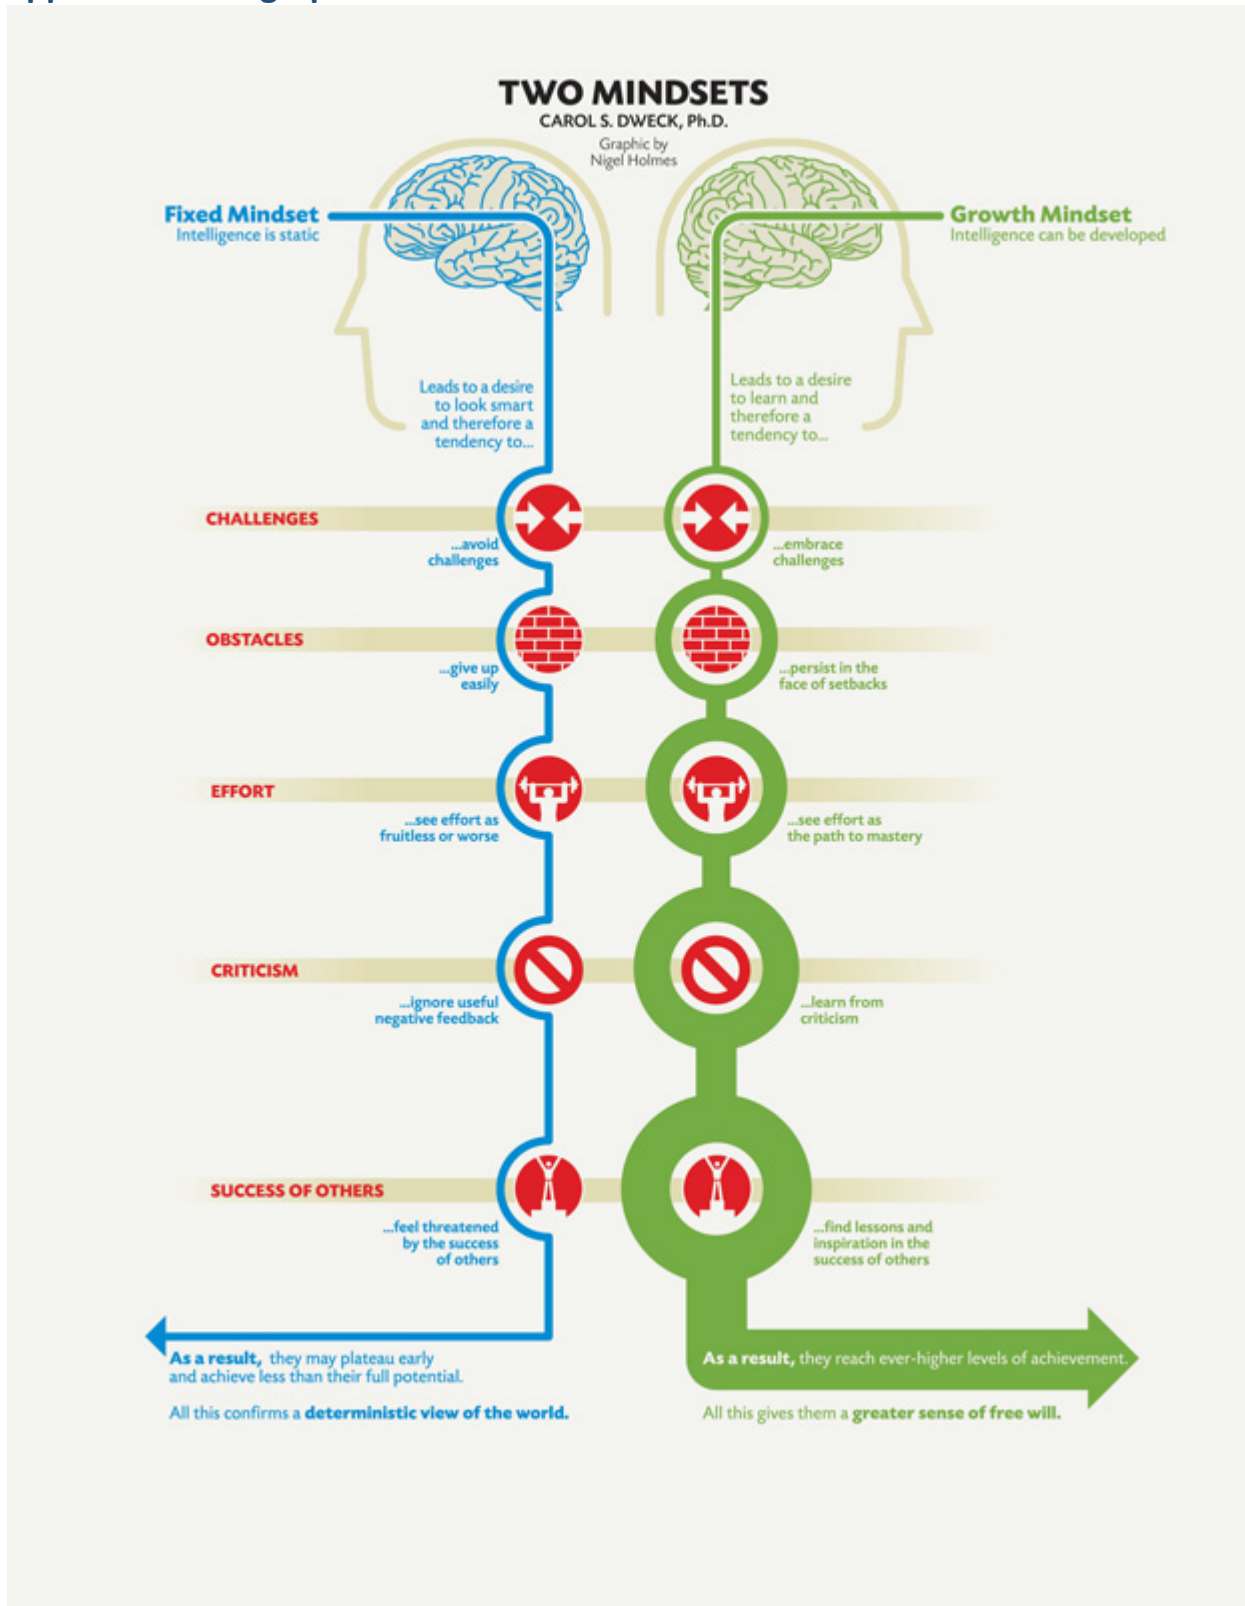 TWO MINDSETS
CAROL S. DWECK, Ph.D.
Graphic by
Nigel Holmes
Fixed Mindset
Intelligence is static
Growth Mindset
Intelligence can be developed
Leads to a desire
to look smart
and therefore a
tendency to...
Leads to a desire
to learn and
therefore a
tendency to...
CHALLENGES
...avoid
challenges
...embrace
challenges
OBSTACLES
...give up
easily
...persist in the
face of setbacks
EFFORT
...see effort as
fruitless or worse
...see effort as
the path to mastery
CRITICISM
...ignore useful
negative feedback
...learn from
criticism
SUCCESS OF OTHERS
...feel threatened
by the success
of others
...find lessons and
inspiration in the
success of others
As a result, they may plateau early
and achieve less than their full potential.
All this confirms a deterministic view of the world.
As a result, they reach ever-higher levels of achievement.
All this gives them a greater sense of free will.